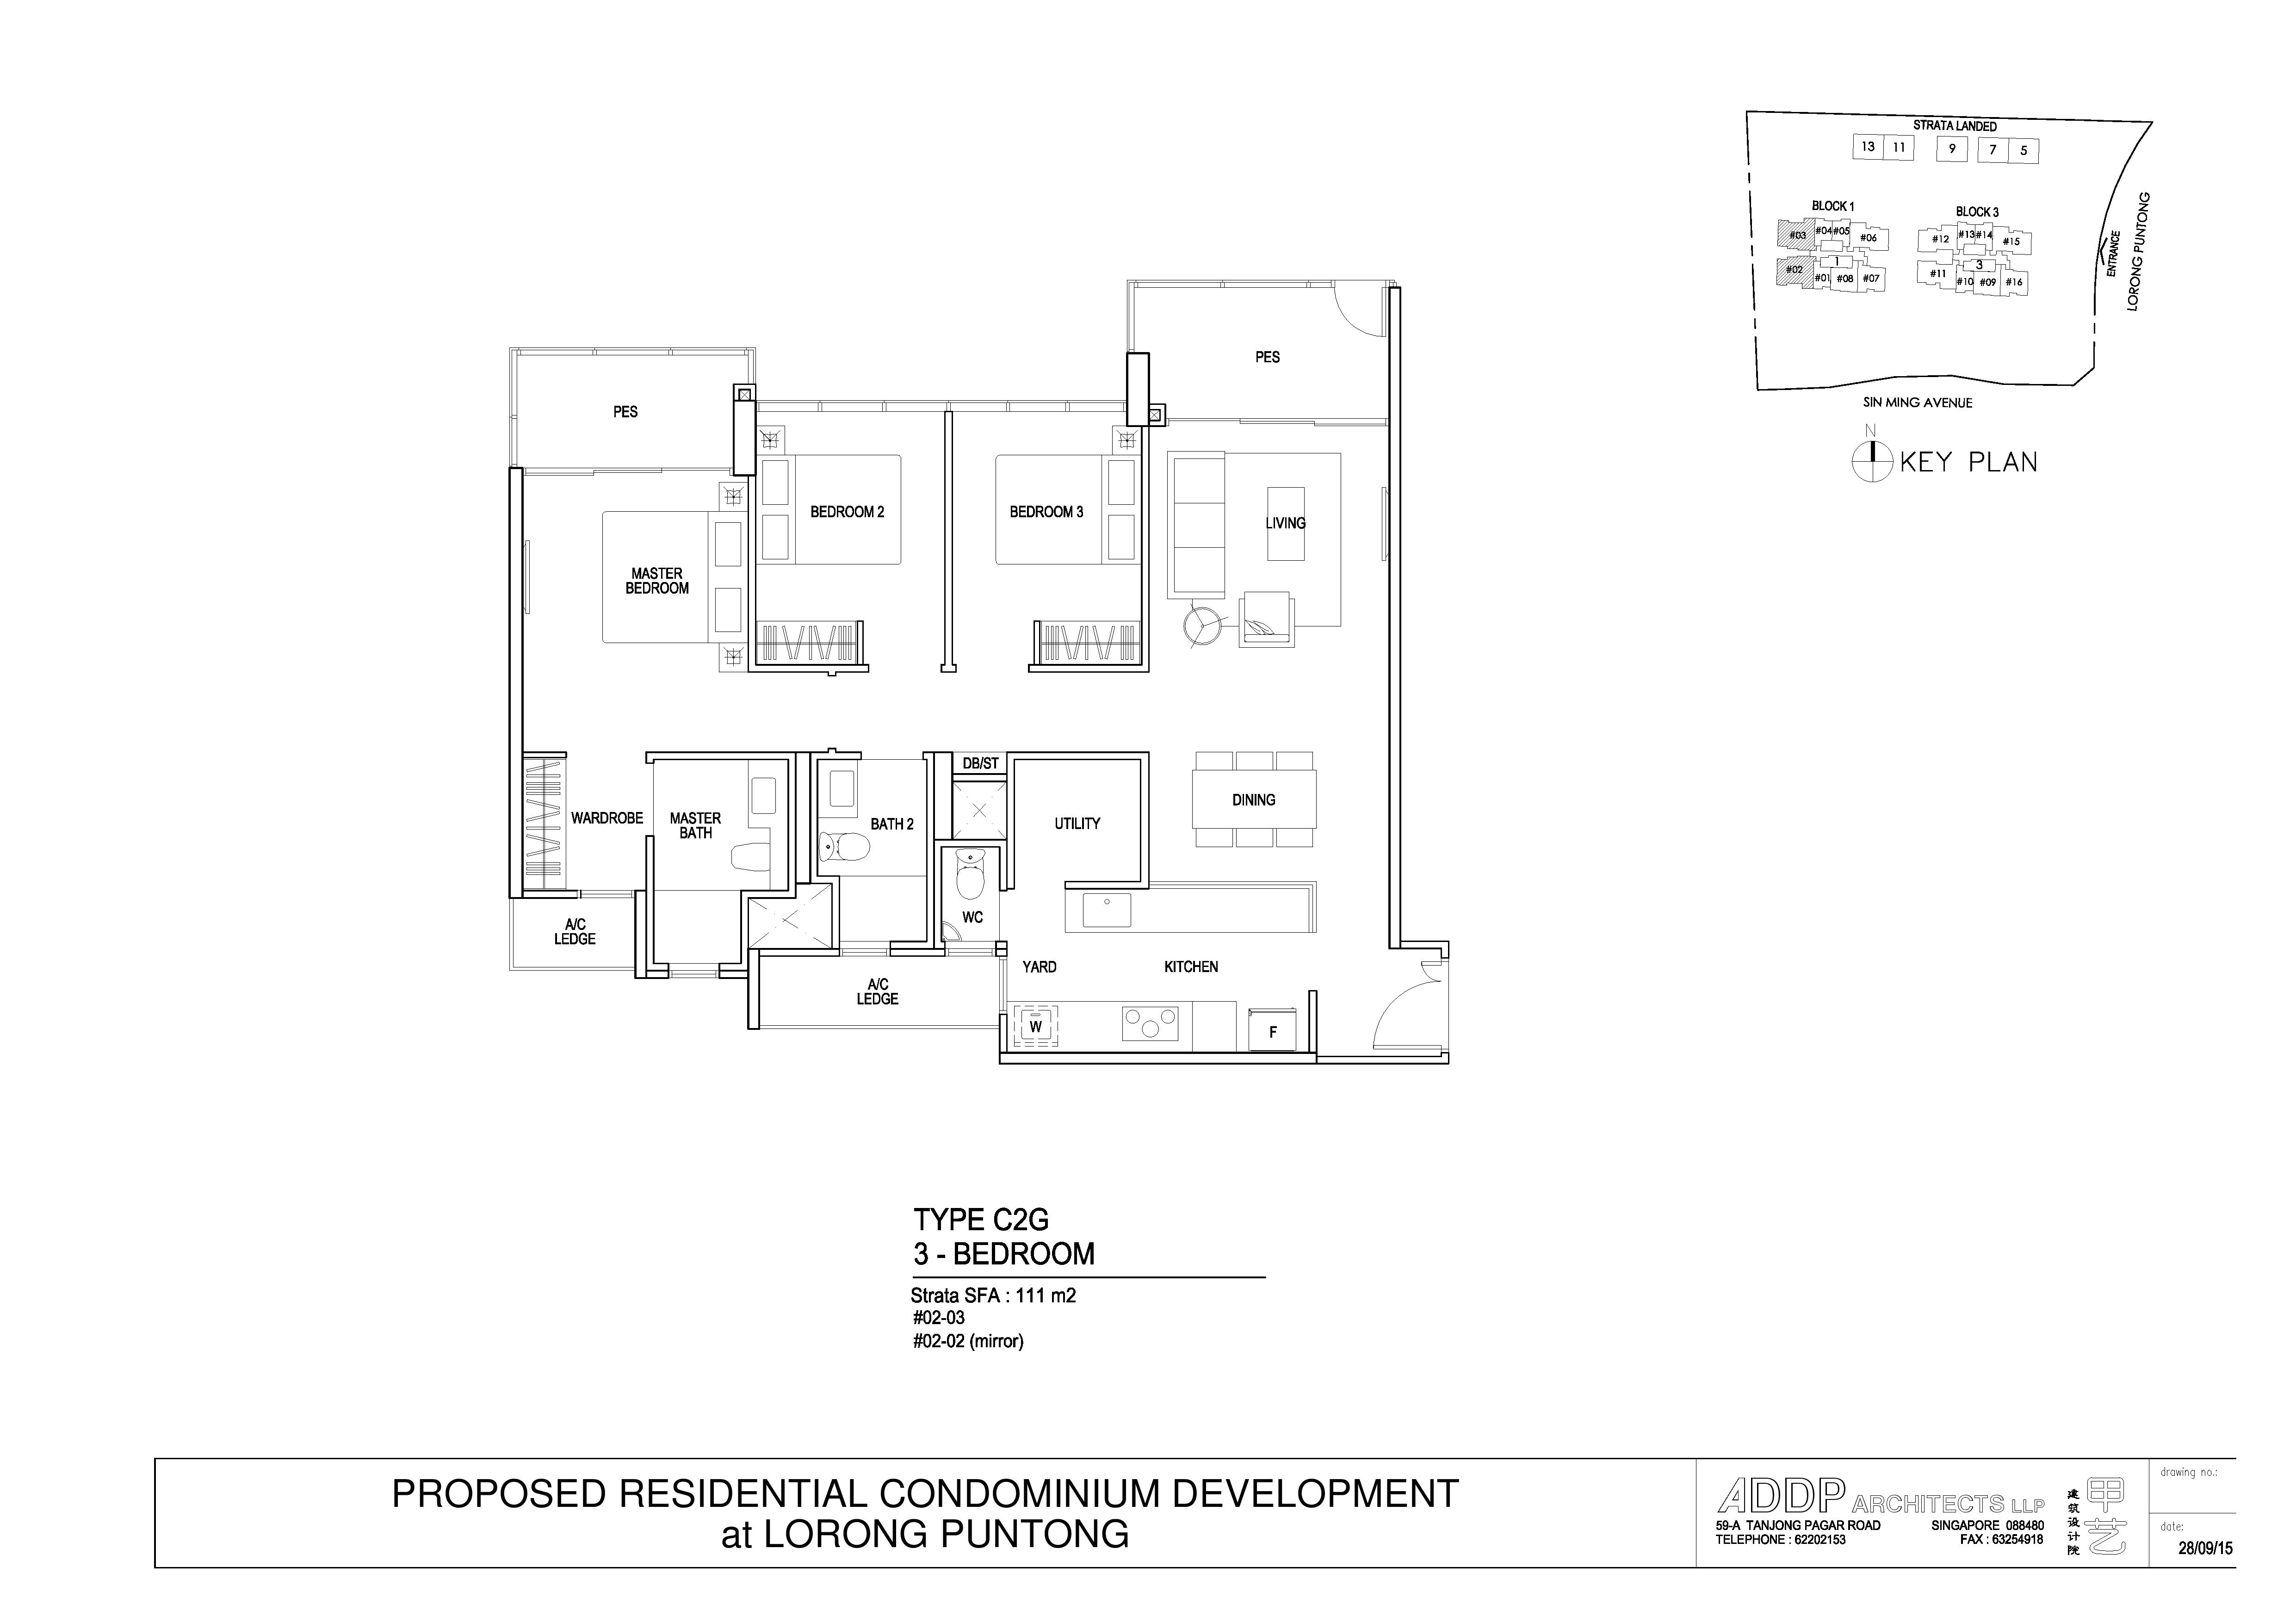 STRATA LANDED
13 11 9 7 5
BLOCK 1
BLOCK 3
#03 #04 #05 #06
#12 #13 #14 #15
#02 1 #01 #08 #07
#11 3 #10 #09 #16
ENTRANCE
LORONG PUNTONG
SIN MING AVENUE
N
KEY PLAN
PES
PES
BEDROOM 2
BEDROOM 3
LIVING
MASTER
BEDROOM
DB/ST
DINING
WARDROBE
MASTER
BATH
BATH 2
UTILITY
WC
A/C
LEDGE
YARD
KITCHEN
A/C
LEDGE
W
F
TYPE C2G
3 - BEDROOM
Strata SFA : 111 m2
#02-03
#02-02 (mirror)
PROPOSED RESIDENTIAL CONDOMINIUM DEVELOPMENT
at LORONG PUNTONG
ADDP ARCHITECTS LLP
59-A TANJONG PAGAR ROAD SINGAPORE 088480
TELEPHONE : 62202153 FAX : 63254918
甲艺
建筑设计院
drawing no.:
date:
28/09/15